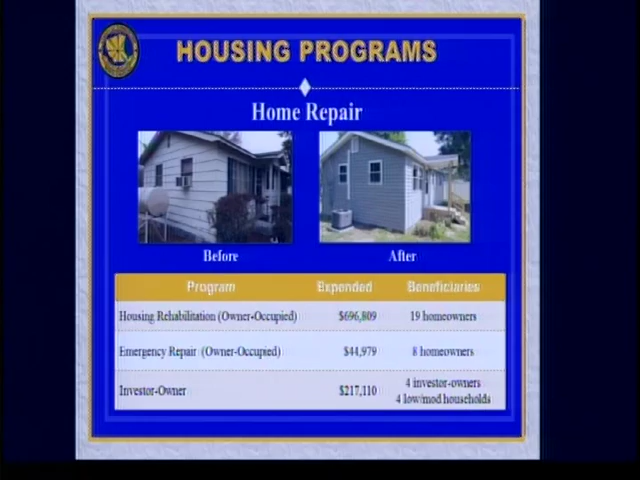 HOUSING PROGRAMS
Home Repair
Before
After
Program Expended Beneficiaries
Housing Rehabilitation (Owner-Occupied) $696,809 19 homeowners
Emergency Repair (Owner-Occupied) $44,979 8 homeowners
Investor-Owner $217,110 4 investor-owners
4 low/mod households